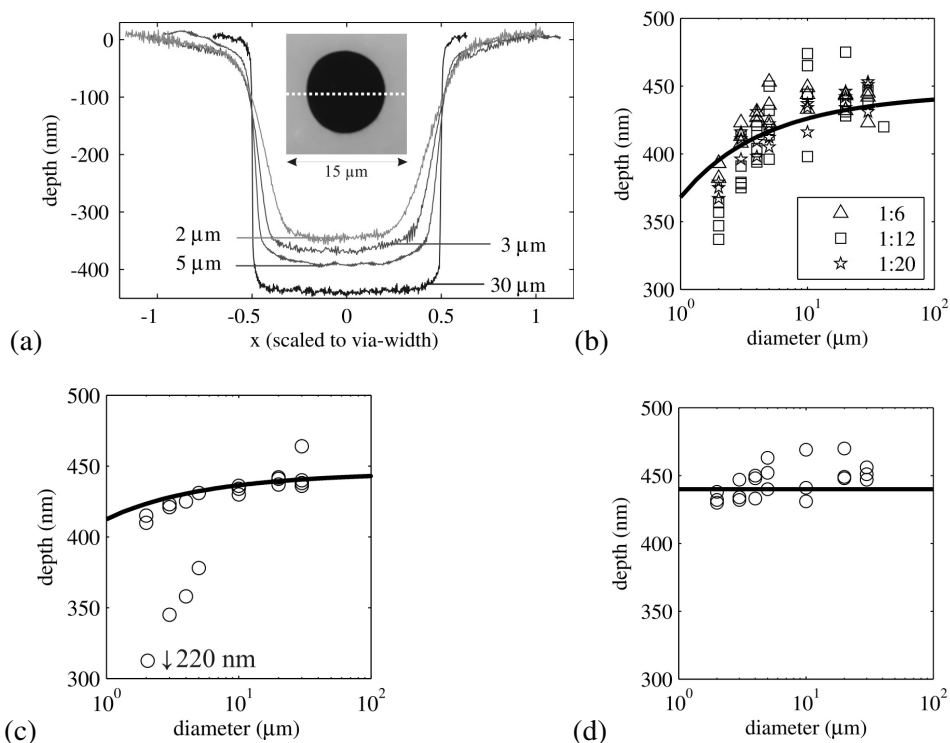 0
-100
-200
-300
-400
depth (nm)
15 µm
2 µm
3 µm
5 µm
30 µm
-1 -0.5 0 0.5 1
x (scaled to via-width)
(a)
500
450
400
350
300
depth (nm)
1:6
1:12
1:20
10^0 10^1 10^2
diameter (µm)
(b)
500
450
400
350
300
depth (nm)
↓220 nm
10^0 10^1 10^2
diameter (µm)
(c)
500
450
400
350
300
depth (nm)
10^0 10^1 10^2
diameter (µm)
(d)